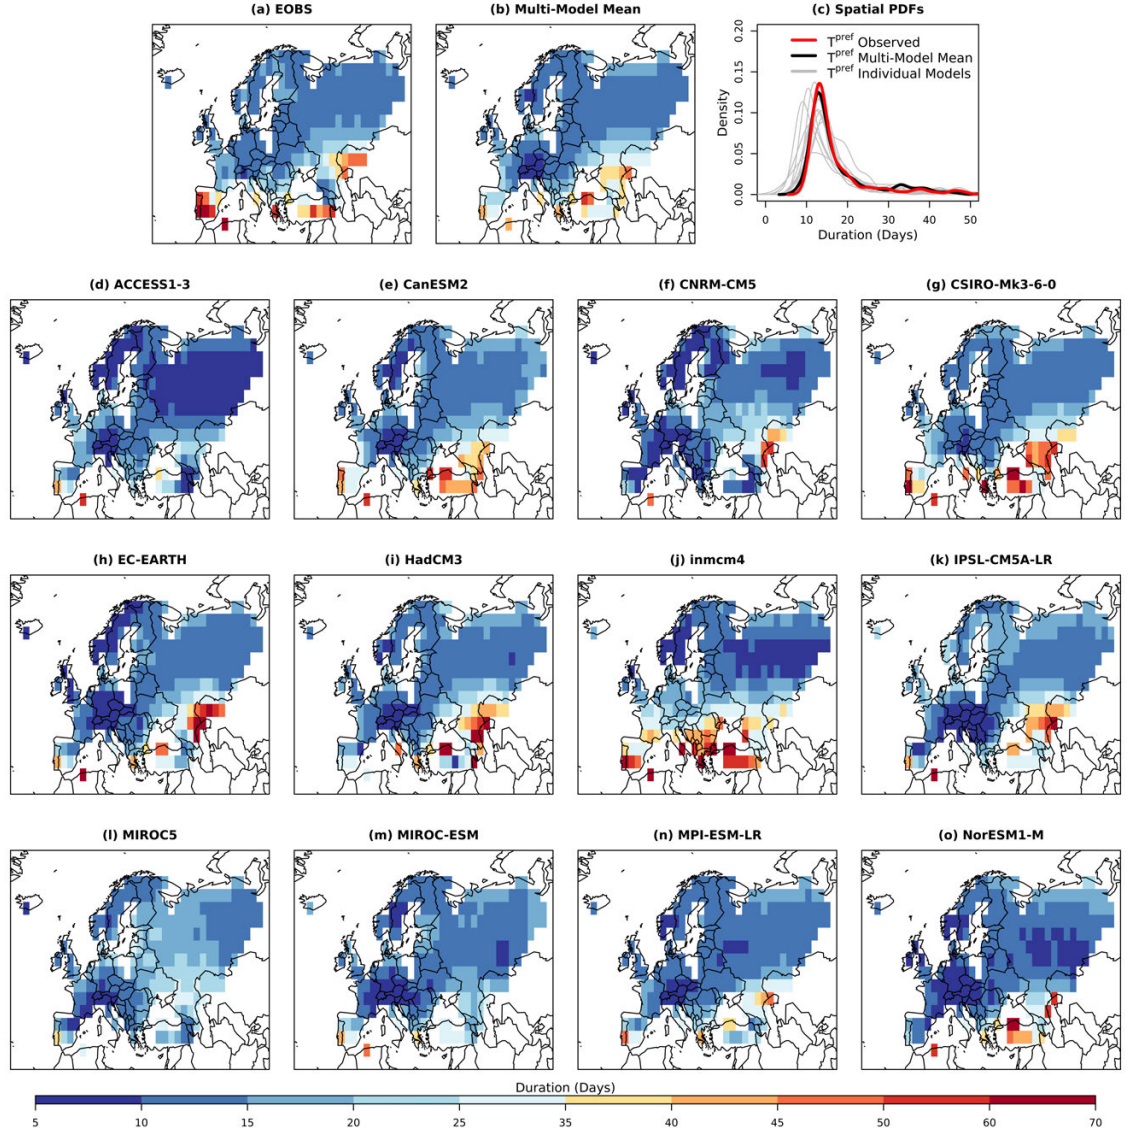 (a) EOBS
(b) Multi-Model Mean
(c) Spatial PDFs
Density
0.00 0.05 0.10 0.15 0.20
T^pref Observed
T^pref Multi-Model Mean
T^pref Individual Models
0 10 20 30 40 50
Duration (Days)
(d) ACCESS1-3
(e) CanESM2
(f) CNRM-CM5
(g) CSIRO-Mk3-6-0
(h) EC-EARTH
(i) HadCM3
(j) inmcm4
(k) IPSL-CM5A-LR
(l) MIROC5
(m) MIROC-ESM
(n) MPI-ESM-LR
(o) NorESM1-M
Duration (Days)
5 10 15 20 25 35 40 45 50 60 70